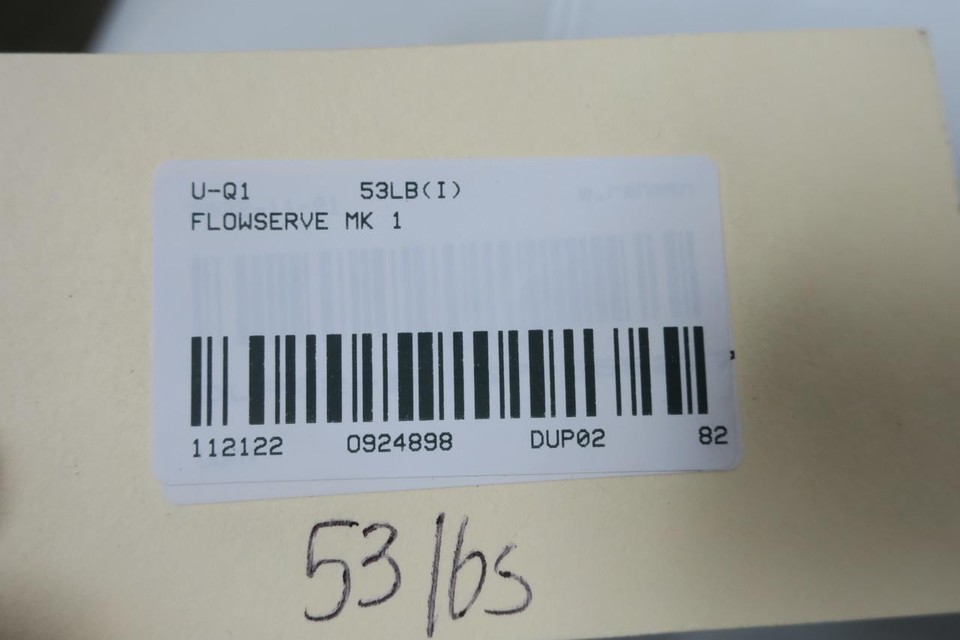 U-Q1 53LB(I)
FLOWSERVE MK 1
112122 0924898 DUP02 82
53 lbs